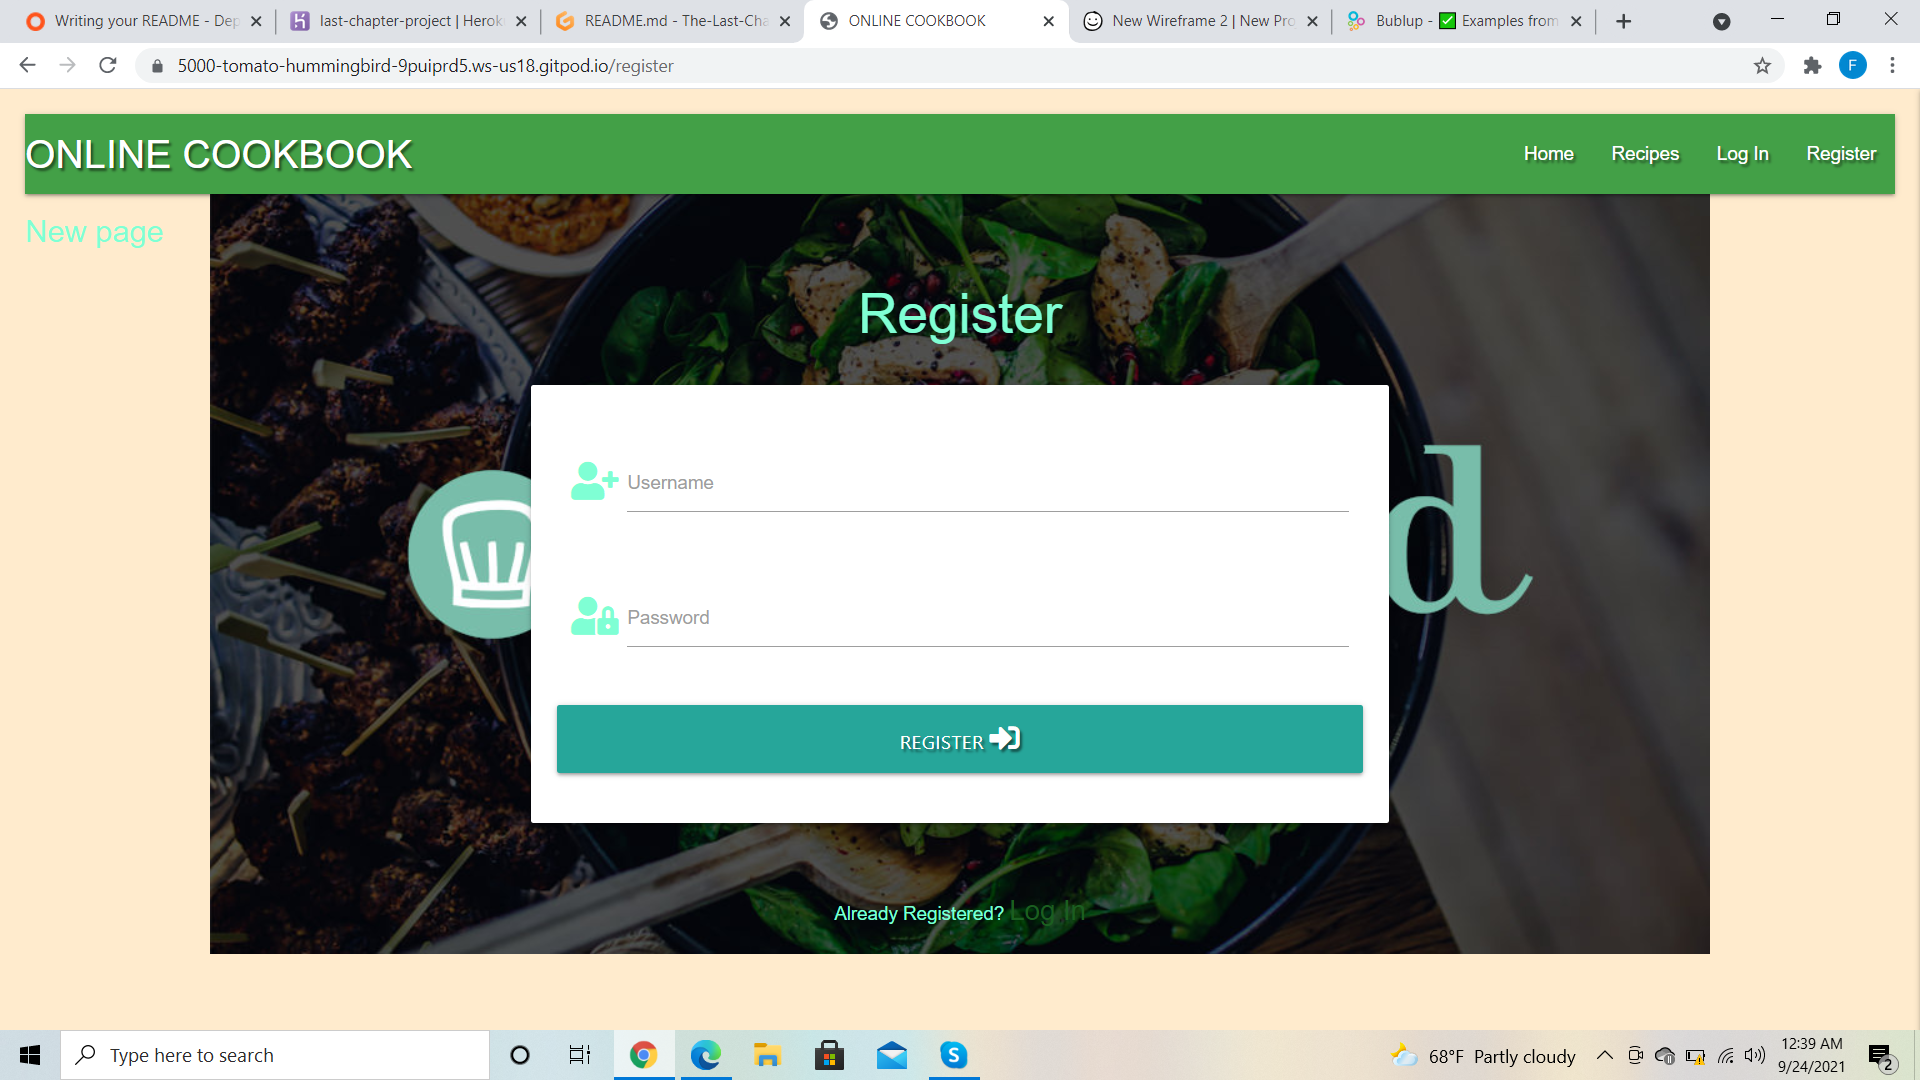 Writing your README - Dep
last-chapter-project | Herok
README.md - The-Last-Cha
ONLINE COOKBOOK
New Wireframe 2 | New Pro
Bublup - ✅ Examples from
5000-tomato-hummingbird-9puiprd5.ws-us18.gitpod.io/register
F
ONLINE COOKBOOK
Home
Recipes
Log In
Register
New page
Register
d
Username
Password
REGISTER
Already Registered? Log In
Type here to search
68°F Partly cloudy
12:39 AM
9/24/2021
2